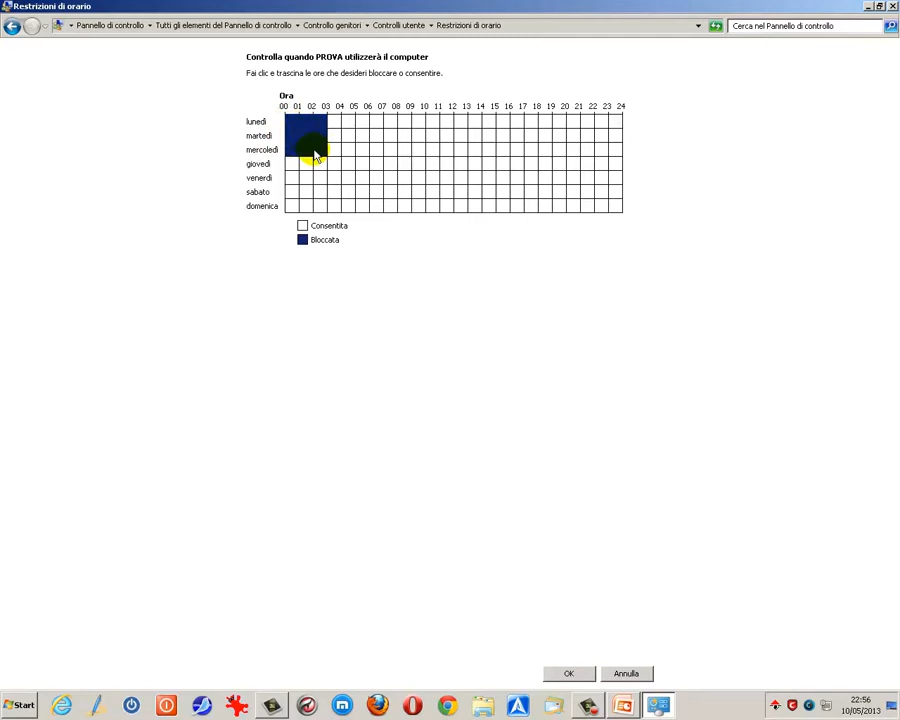 Restrizioni di orario
Pannello di controllo Tutti gli elementi del Pannello di controllo Controllo genitori Controlli utente Restrizioni di orario
Cerca nel Pannello di controllo
Controlla quando PROVA utilizzerà il computer
Fai clic e trascina le ore che desideri bloccare o consentire.
Ora
00 01 02 03 04 05 06 07 08 09 10 11 12 13 14 15 16 17 18 19 20 21 22 23 24
lunedì
martedì
mercoledì
giovedì
venerdì
sabato
domenica
Consentita
Bloccata
OK Annulla
Start
22:56
10/05/2013